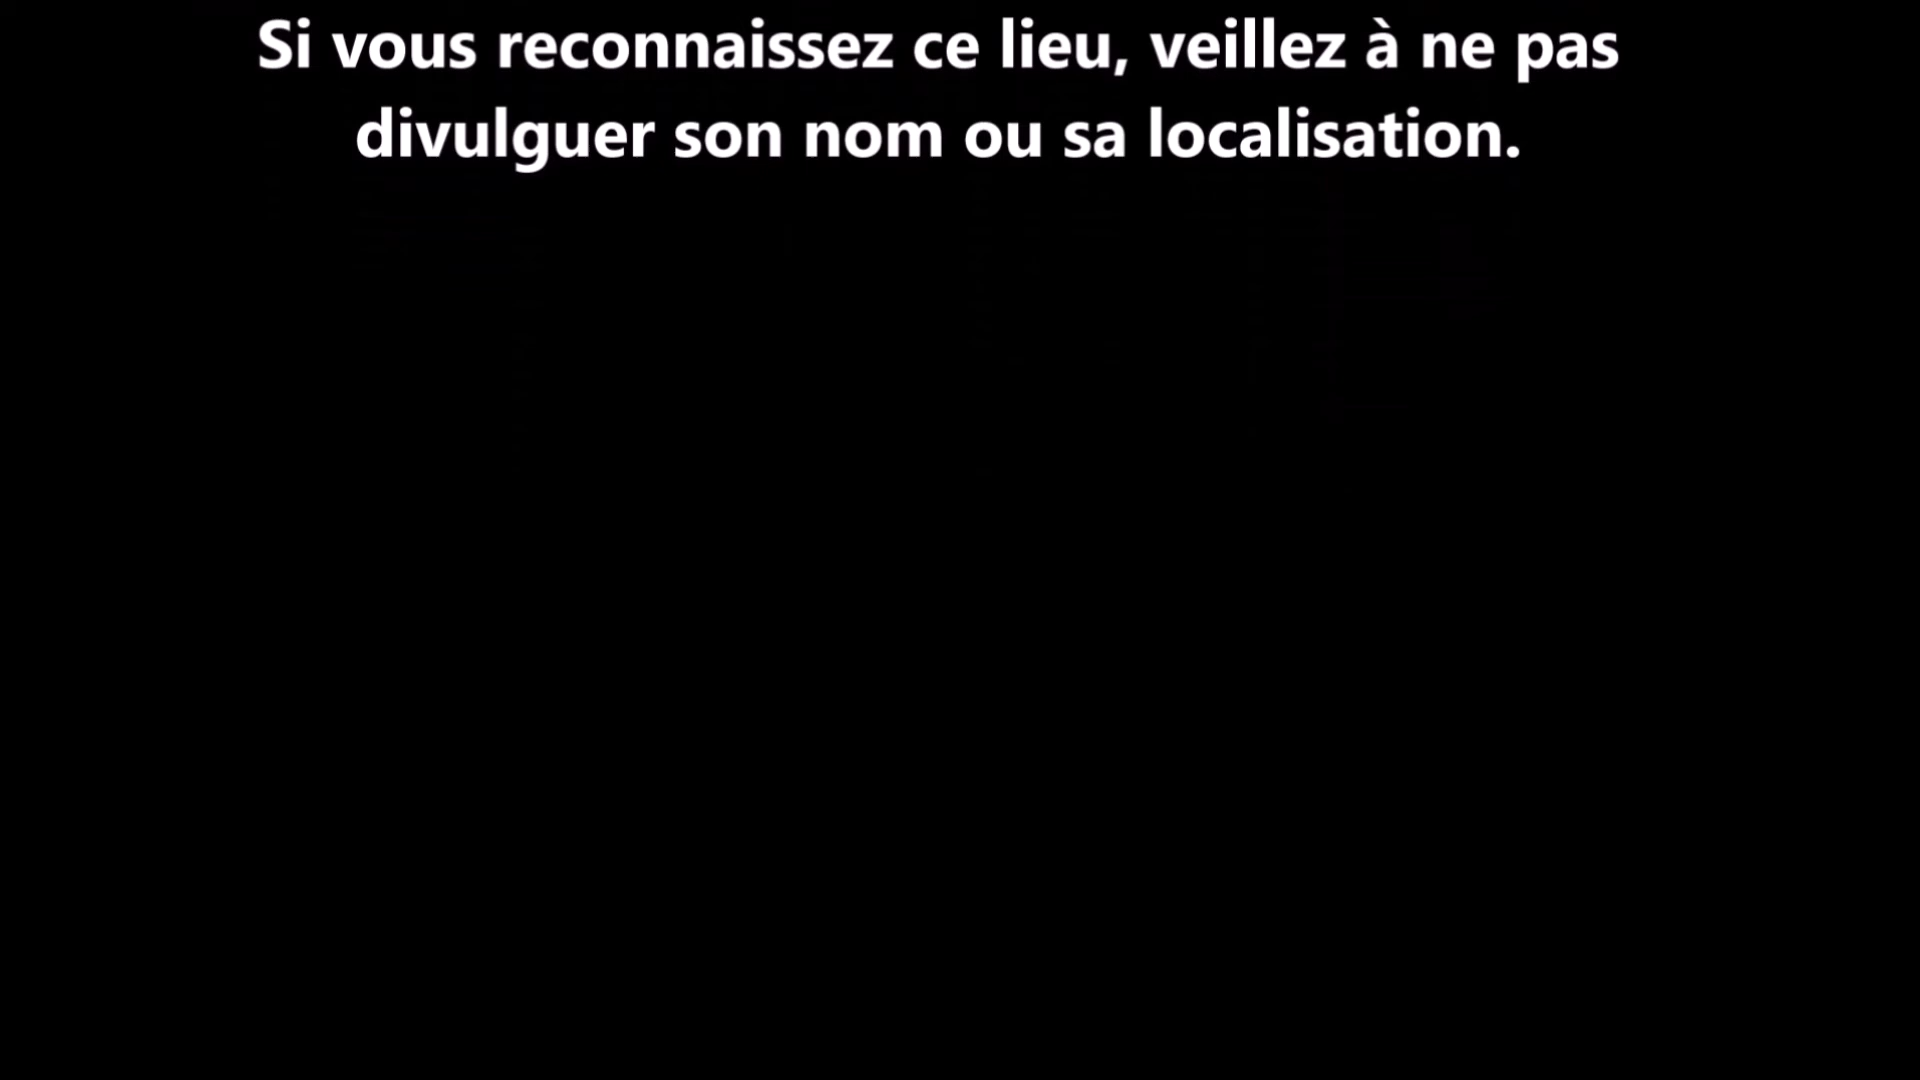 Si vous reconnaissez ce lieu, veillez à ne pas
divulguer son nom ou sa localisation.